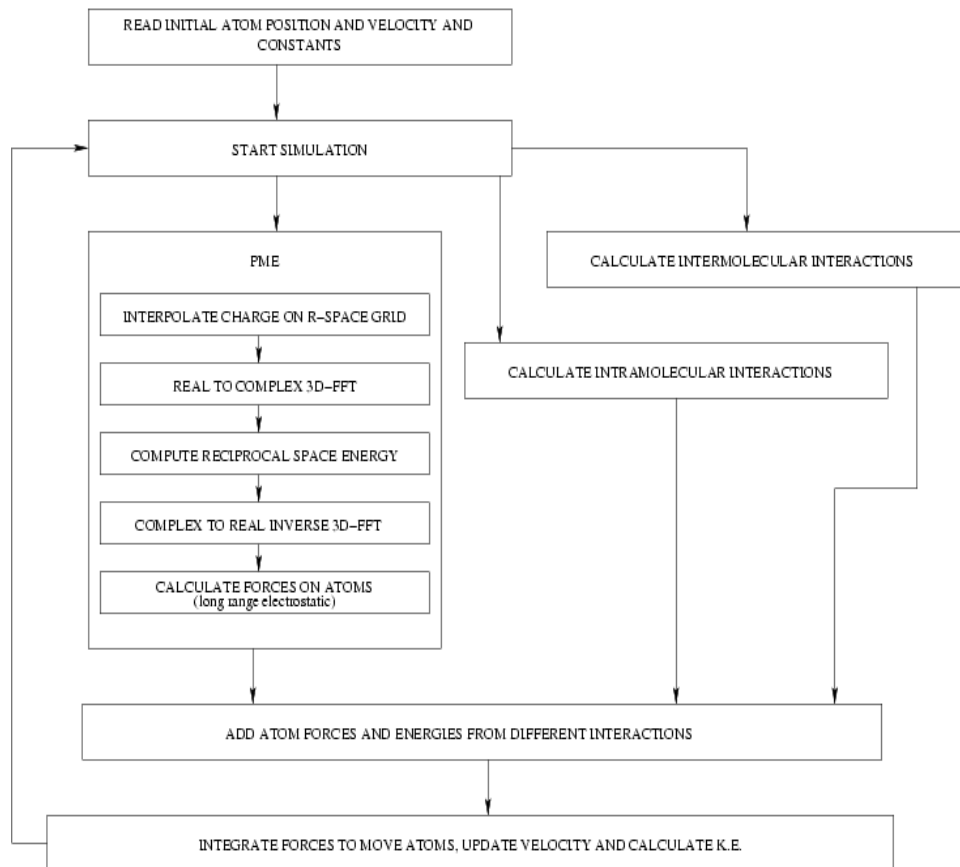 READ INITIAL ATOM POSITION AND VELOCITY AND
CONSTANTS
START SIMULATION
PME
CALCULATE INTERMOLECULAR INTERACTIONS
INTERPOLATE CHARGE ON R–SPACE GRID
CALCULATE INTRAMOLECULAR INTERACTIONS
REAL TO COMPLEX 3D–FFT
COMPUTE RECIPROCAL SPACE ENERGY
COMPLEX TO REAL INVERSE 3D–FFT
CALCULATE FORCES ON ATOMS
(long range electrostatic)
ADD ATOM FORCES AND ENERGIES FROM DIFFERENT INTERACTIONS
INTEGRATE FORCES TO MOVE ATOMS, UPDATE VELOCITY AND CALCULATE K.E.